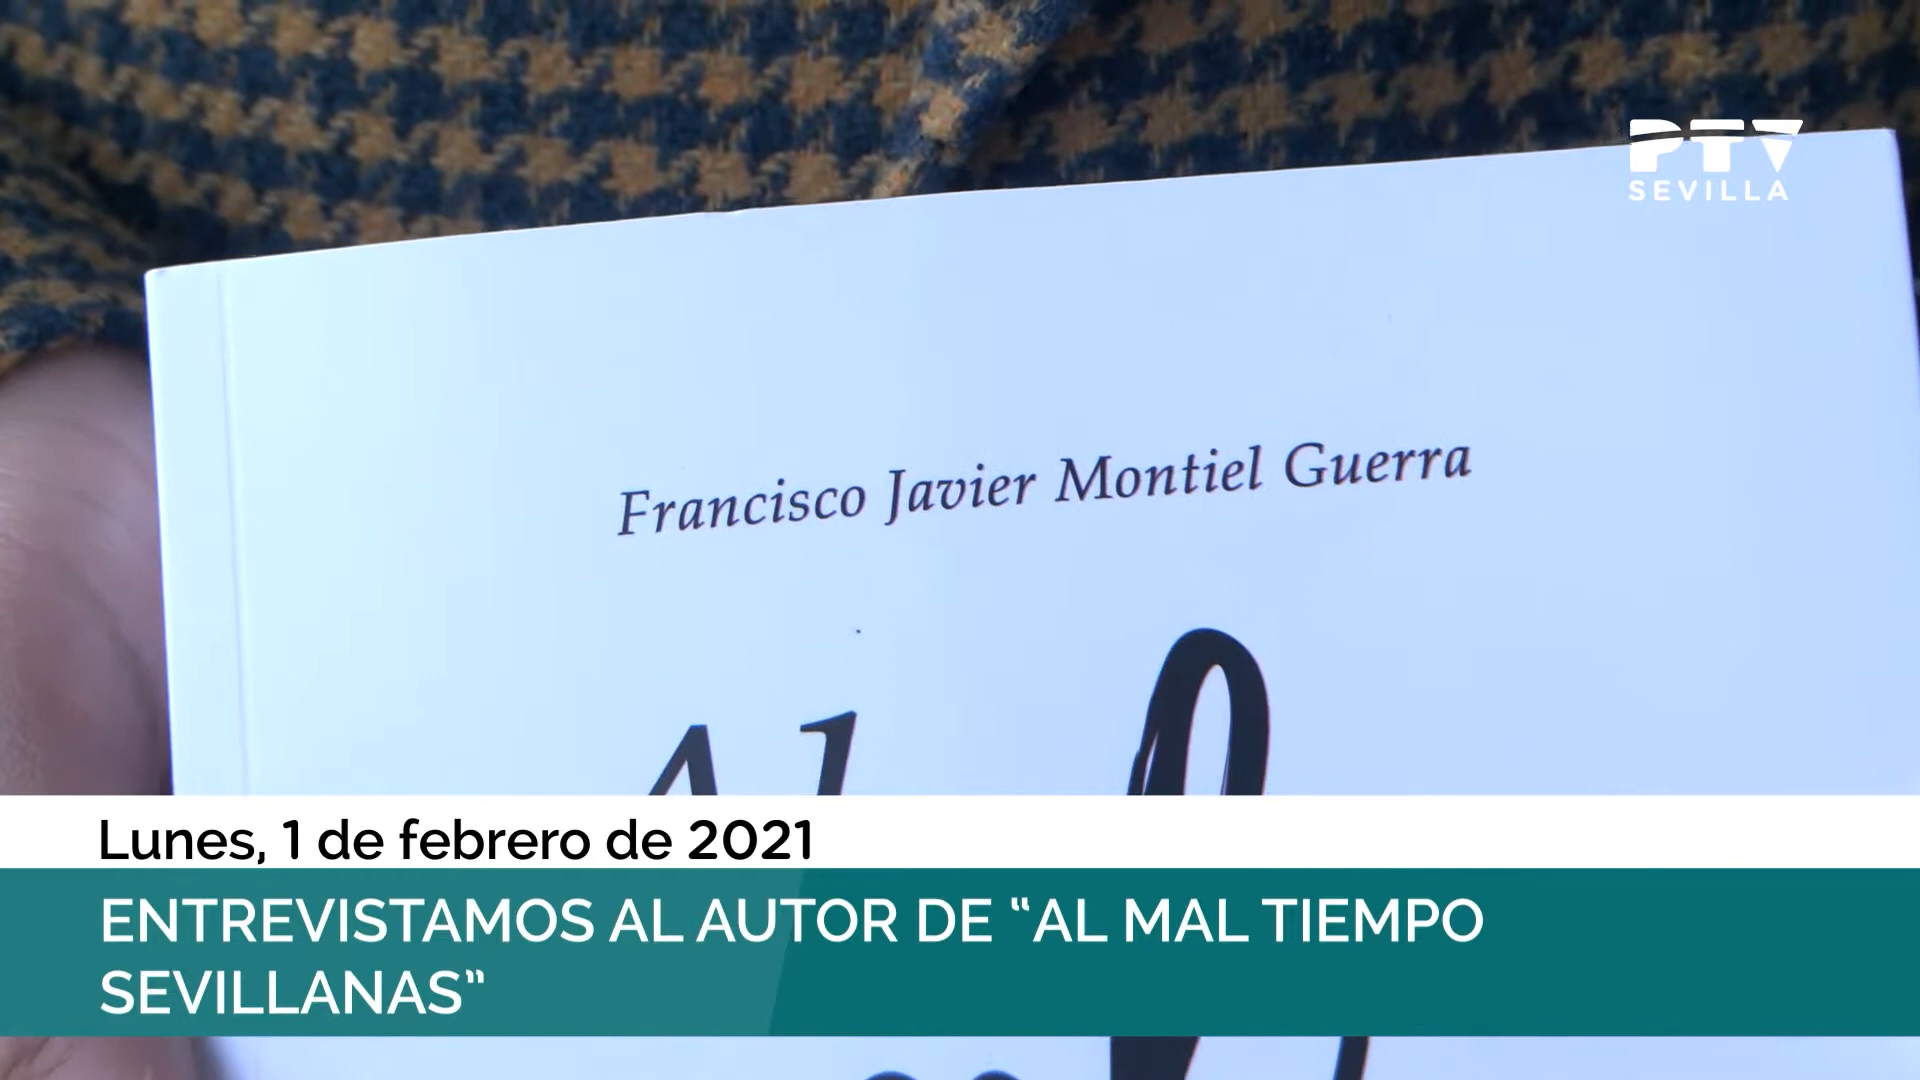 PTV
SEVILLA
Francisco Javier Montiel Guerra
Al
Lunes, 1 de febrero de 2021
ENTREVISTAMOS AL AUTOR DE “AL MAL TIEMPO
SEVILLANAS”